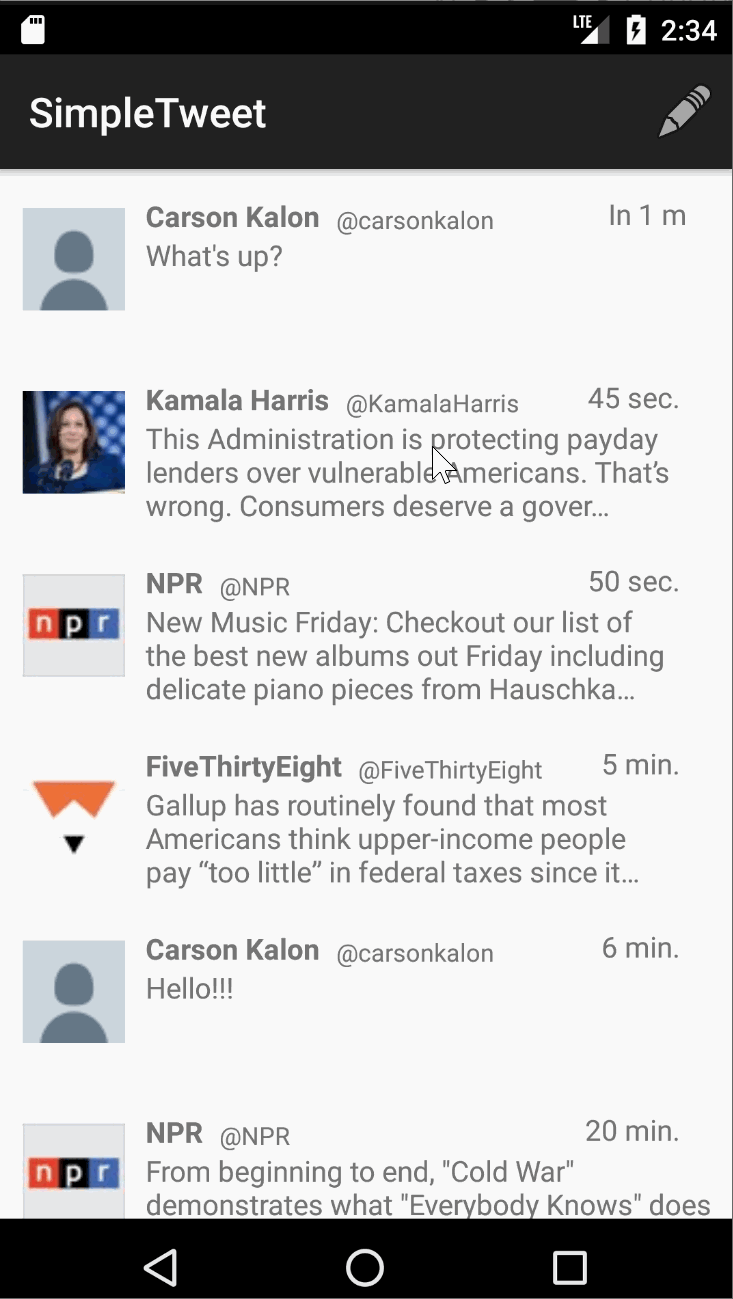 LTE 2:34
SimpleTweet
Carson Kalon @carsonkalon In 1 m
What's up?
Kamala Harris @KamalaHarris 45 sec.
This Administration is protecting payday
lenders over vulnerable Americans. That’s
wrong. Consumers deserve a gover…
npr
NPR @NPR 50 sec.
New Music Friday: Checkout our list of
the best new albums out Friday including
delicate piano pieces from Hauschka…
FiveThirtyEight @FiveThirtyEight 5 min.
Gallup has routinely found that most
Americans think upper-income people
pay “too little” in federal taxes since it…
Carson Kalon @carsonkalon 6 min.
Hello!!!
npr
NPR @NPR 20 min.
From beginning to end, "Cold War"
demonstrates what "Everybody Knows" does